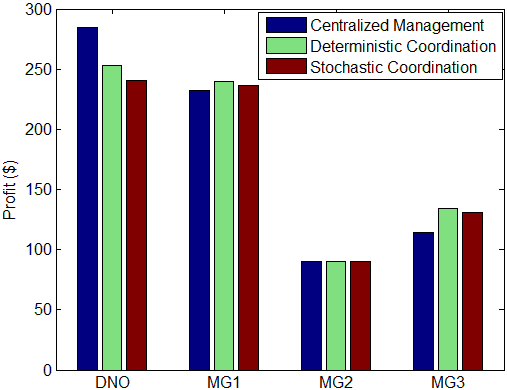 300
250
200
150
100
50
0
Profit ($)
Centralized Management
Deterministic Coordination
Stochastic Coordination
DNO MG1 MG2 MG3